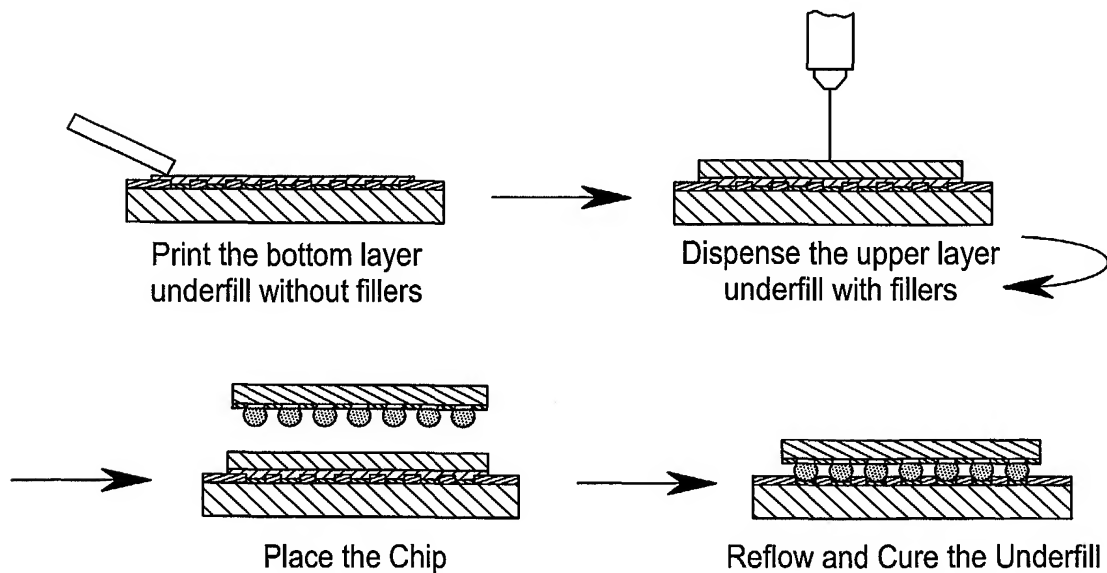 Print the bottom layer
underfill without fillers
Dispense the upper layer
underfill with fillers
Place the Chip
Reflow and Cure the Underfill